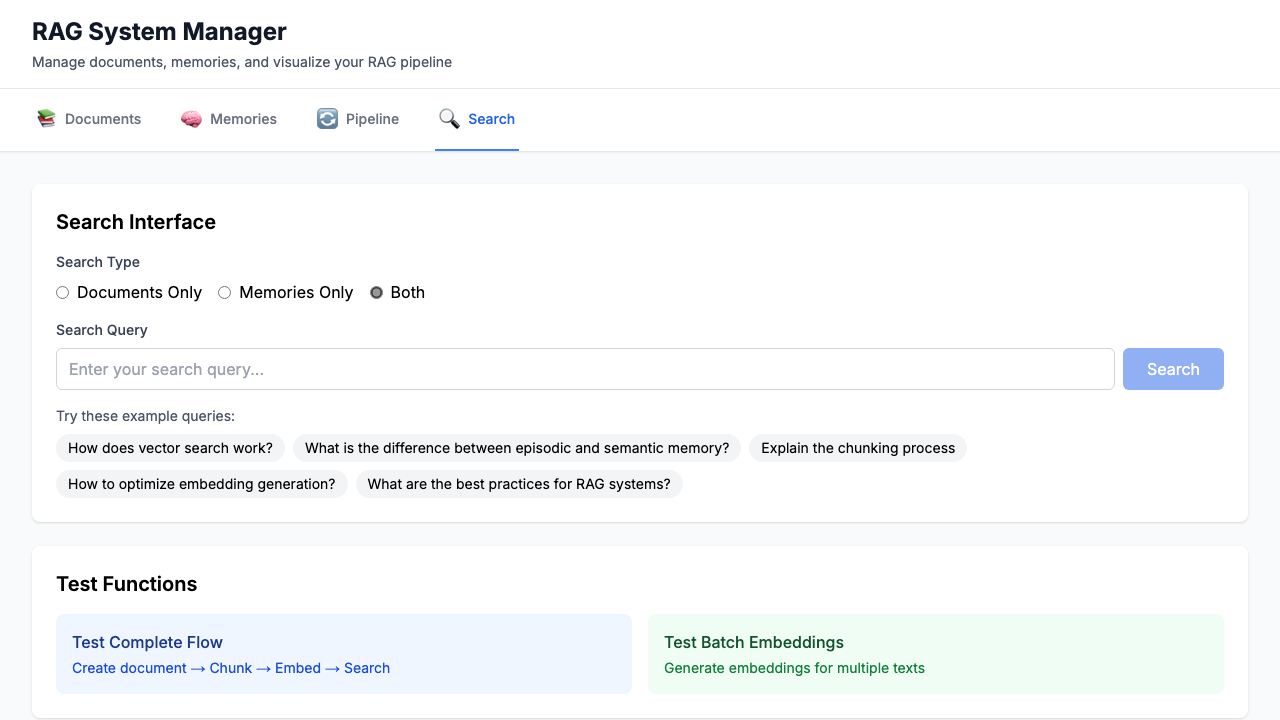 RAG System Manager
Manage documents, memories, and visualize your RAG pipeline
Documents
Memories
Pipeline
Search
Search Interface
Search Type
Documents Only
Memories Only
Both
Search Query
Enter your search query...
Search
Try these example queries:
How does vector search work?
What is the difference between episodic and semantic memory?
Explain the chunking process
How to optimize embedding generation?
What are the best practices for RAG systems?
Test Functions
Test Complete Flow
Create document → Chunk → Embed → Search
Test Batch Embeddings
Generate embeddings for multiple texts